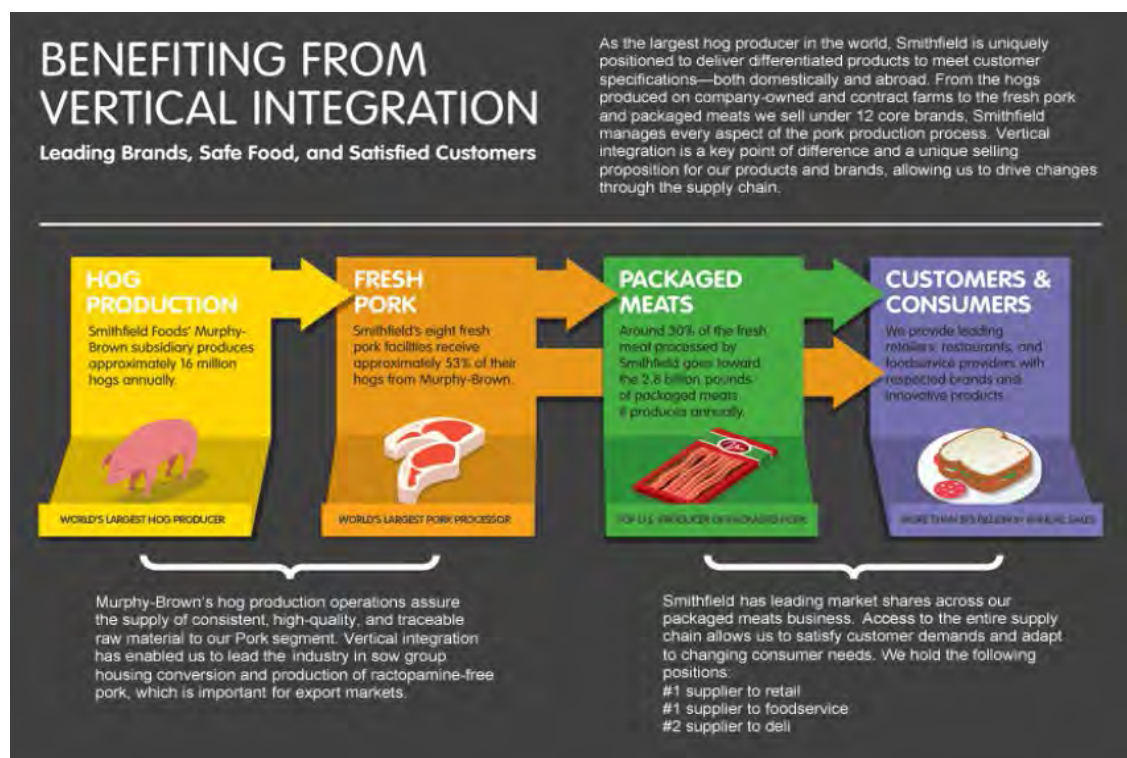 BENEFITING FROM
VERTICAL INTEGRATION
Leading Brands, Safe Food, and Satisfied Customers
As the largest hog producer in the world, Smithfield is uniquely
positioned to deliver differentiated products to meet customer
specifications—both domestically and abroad. From the hogs
produced on company-owned and contract farms to the fresh pork
and packaged meats we sell under 12 core brands, Smithfield
manages every aspect of the pork production process. Vertical
integration is a key point of difference and a unique selling
proposition for our products and brands, allowing us to drive changes
through the supply chain.
HOG
PRODUCTION
Smithfield Foods' Murphy-
Brown subsidiary produces
approximately 16 million
hogs annually.
WORLD'S LARGEST HOG PRODUCER
FRESH
PORK
Smithfield's eight fresh
pork facilities receive
approximately 53% of their
hogs from Murphy-Brown.
WORLD'S LARGEST PORK PROCESSOR
PACKAGED
MEATS
Around 30% of the fresh
meat processed by
Smithfield goes toward
the 2.8 billion pounds
of packaged meats
it produces annually.
TOP U.S. PRODUCER OF PACKAGED PORK
CUSTOMERS &
CONSUMERS
We provide leading
retailers, restaurants, and
foodservice providers with
respected brands and
innovative products.
MORE THAN BILLION IN ANNUAL SALES
Murphy-Brown's hog production operations assure
the supply of consistent, high-quality, and traceable
raw material to our Pork segment. Vertical integration
has enabled us to lead the industry in sow group
housing conversion and production of ractopamine-free
pork, which is important for export markets.
Smithfield has leading market shares across our
packaged meats business. Access to the entire supply
chain allows us to satisfy customer demands and adapt
to changing consumer needs. We hold the following
positions:
#1 supplier to retail
#1 supplier to foodservice
#2 supplier to deli